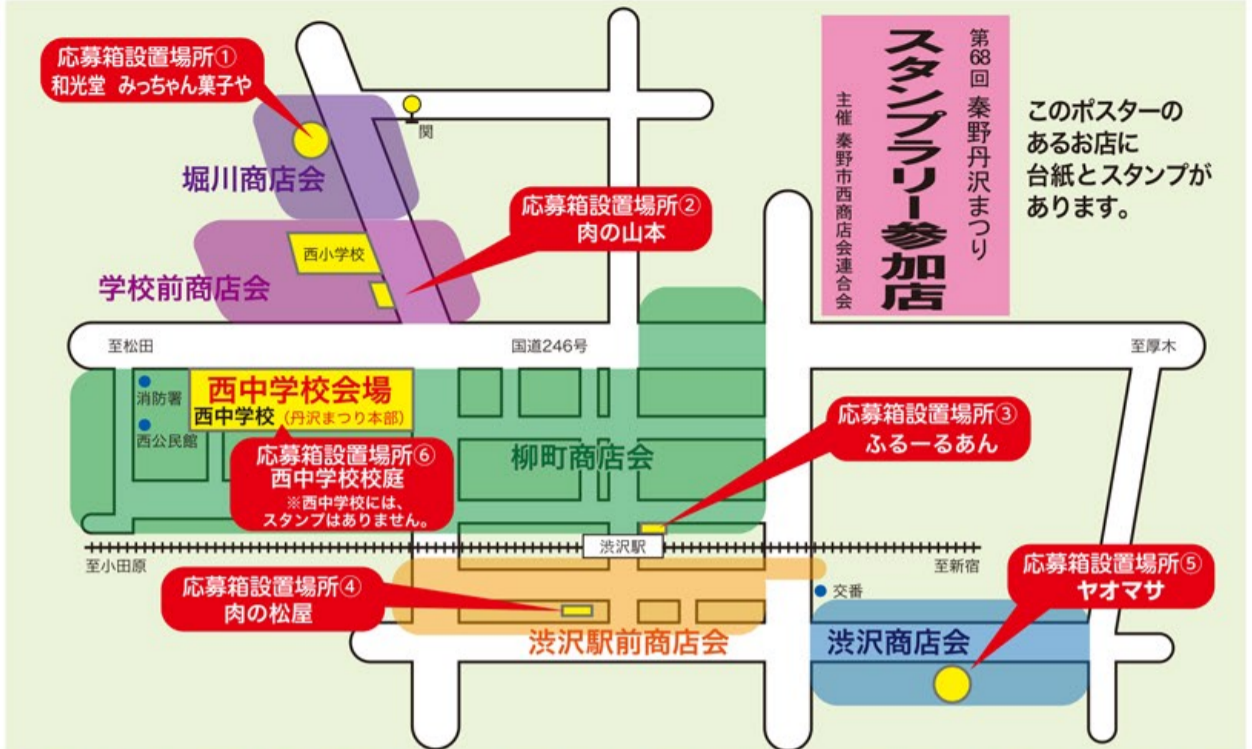 応募箱設置場所①
和光堂 みっちゃん菓子や
関
堀川商店会
第68回 秦野丹沢まつり
スタンプラリー参加店
主催 秦野市西商店会連合会
このポスターの
あるお店に
台紙とスタンプが
あります。
応募箱設置場所②
肉の山本
西小学校
学校前商店会
至松田
国道246号
至厚木
消防署
西公民館
西中学校会場
西中学校(丹沢まつり本部)
応募箱設置場所⑥
西中学校校庭
※西中学校には、
スタンプはありません。
柳町商店会
応募箱設置場所③
ふるーるあん
渋沢駅
至小田原
至新宿
応募箱設置場所④
肉の松屋
渋沢駅前商店会
交番
応募箱設置場所⑤
ヤオマサ
渋沢商店会